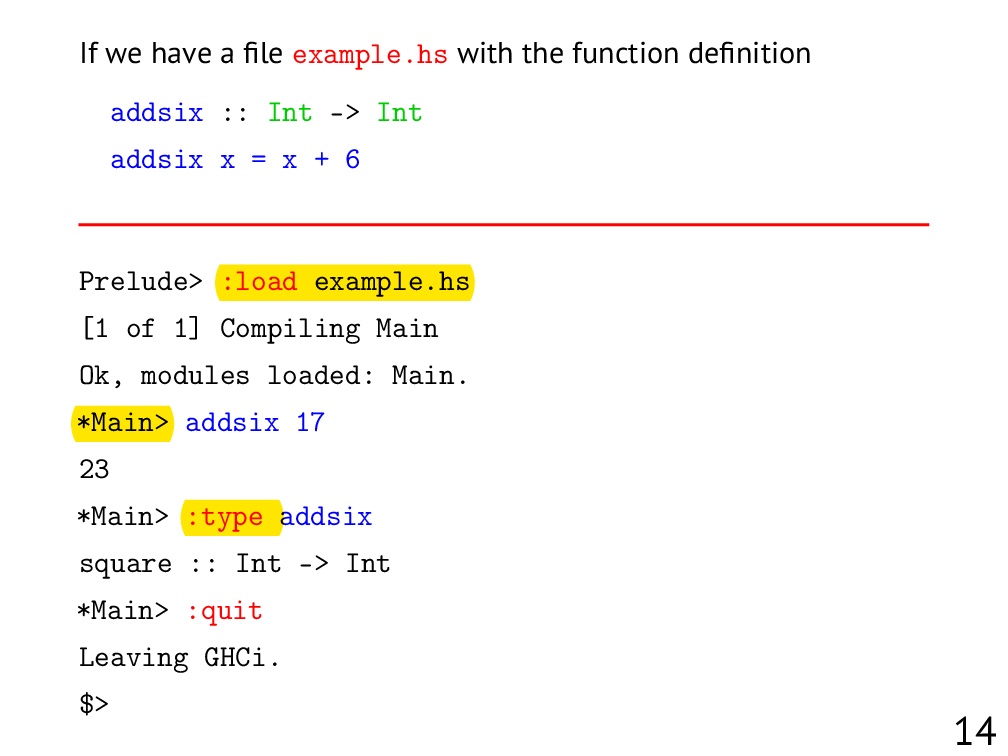 If we have a file example.hs with the function definition
addsix :: Int -> Int
addsix x = x + 6
Prelude> :load example.hs
[1 of 1] Compiling Main
Ok, modules loaded: Main.
*Main> addsix 17
23
*Main> :type addsix
square :: Int -> Int
*Main> :quit
Leaving GHCi.
$>
14